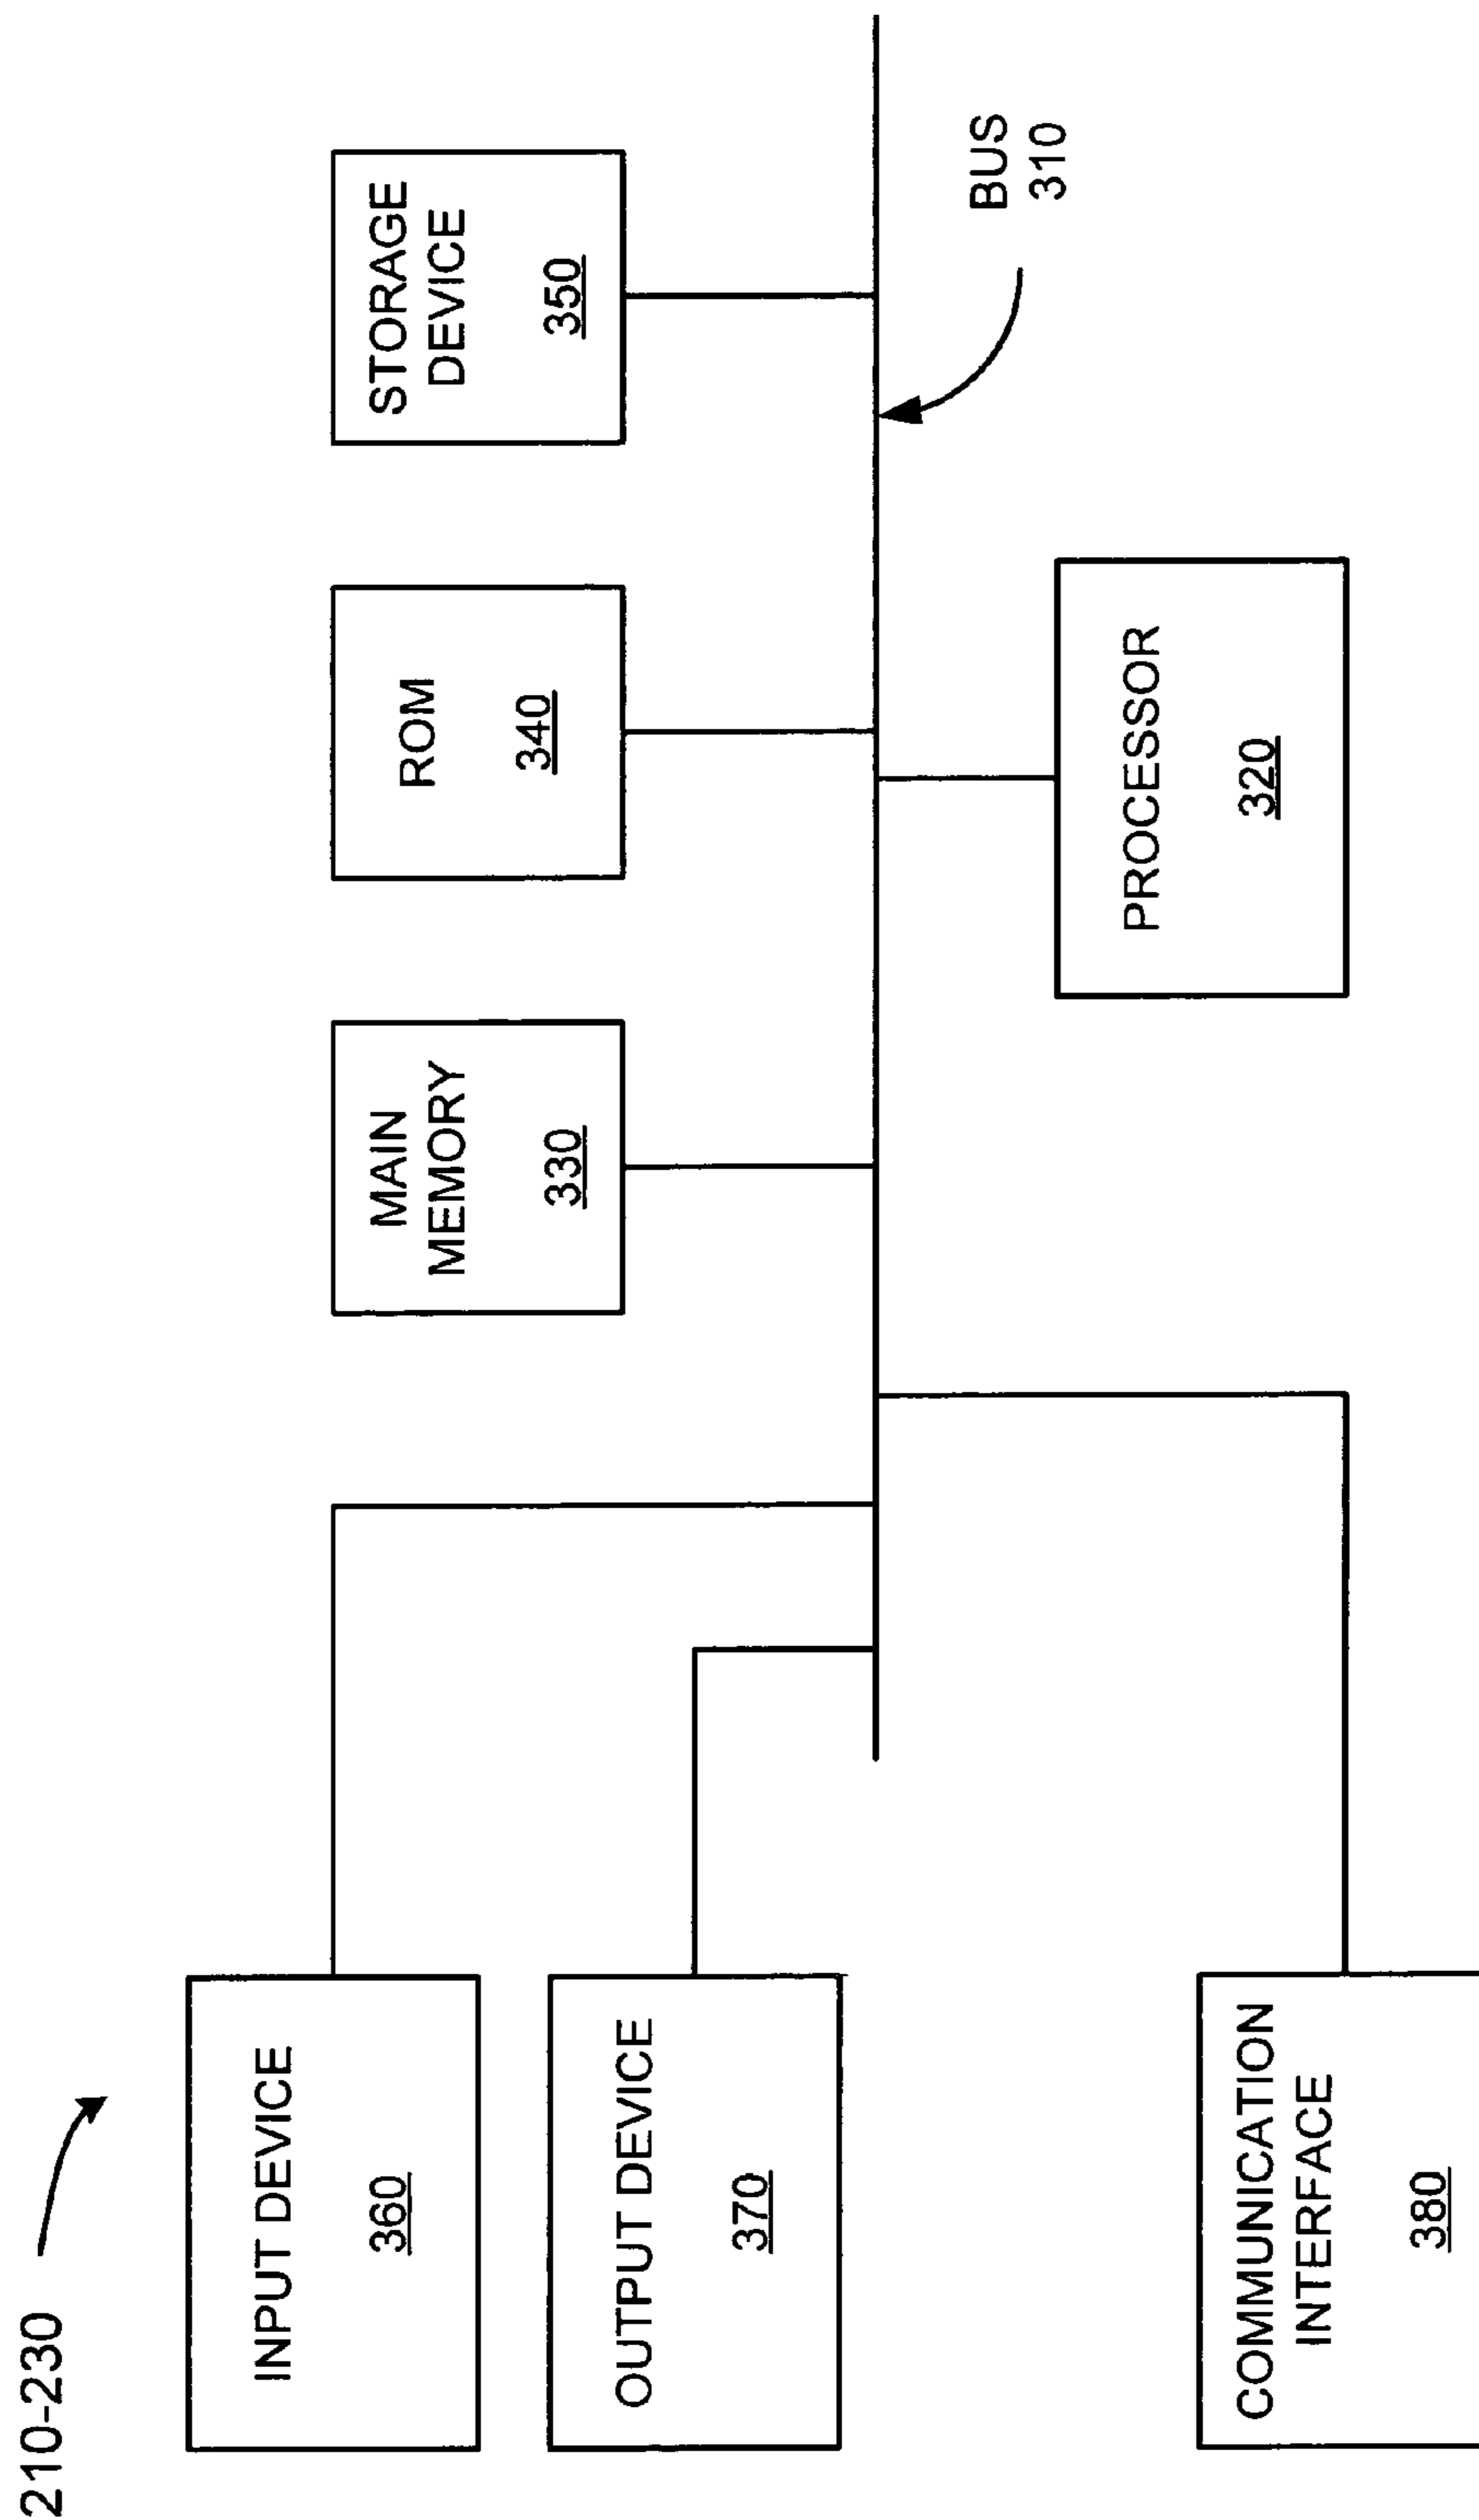 210-230
INPUT DEVICE
360
OUTPUT DEVICE
370
COMMUNICATION
INTERFACE
380
MAIN
MEMORY
330
ROM
340
STORAGE
DEVICE
350
PROCESSOR
320
BUS
310